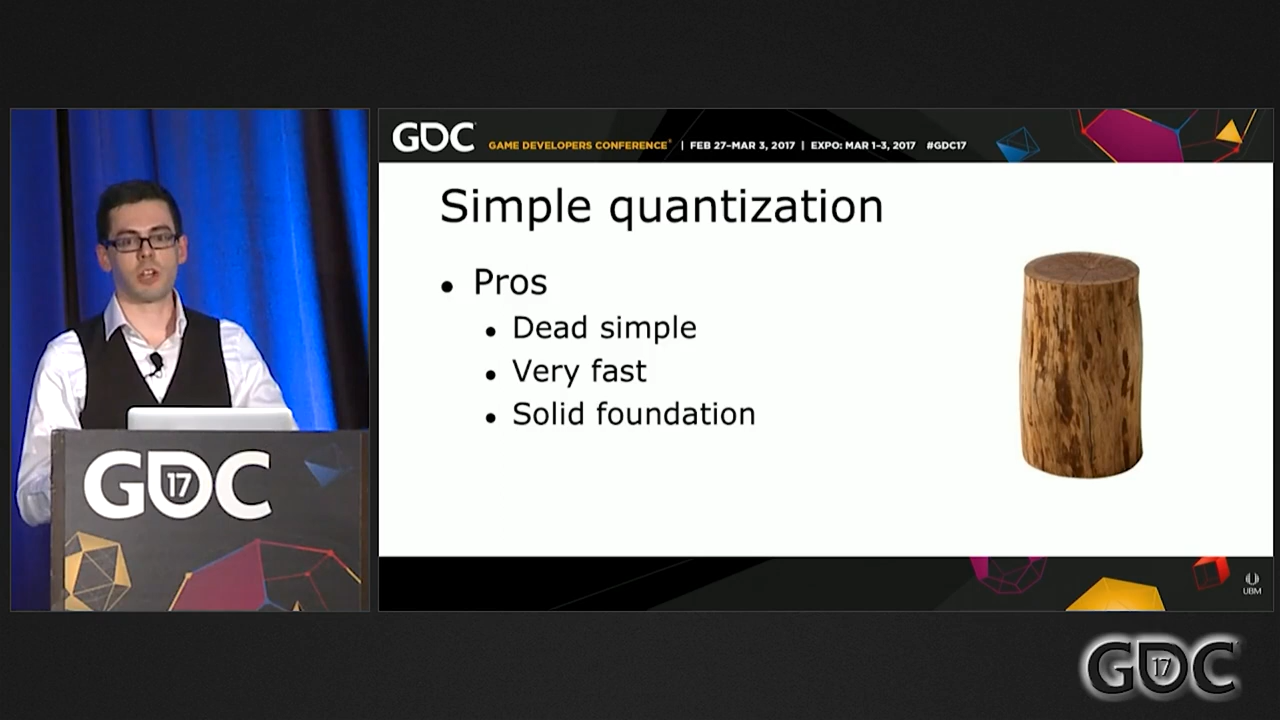 GDC
GAME DEVELOPERS CONFERENCE® | FEB 27–MAR 3, 2017 | EXPO: MAR 1–3, 2017 #GDC17
Simple quantization
• Pros
• Dead simple
• Very fast
• Solid foundation
GDC 17
UBM
GDC 17